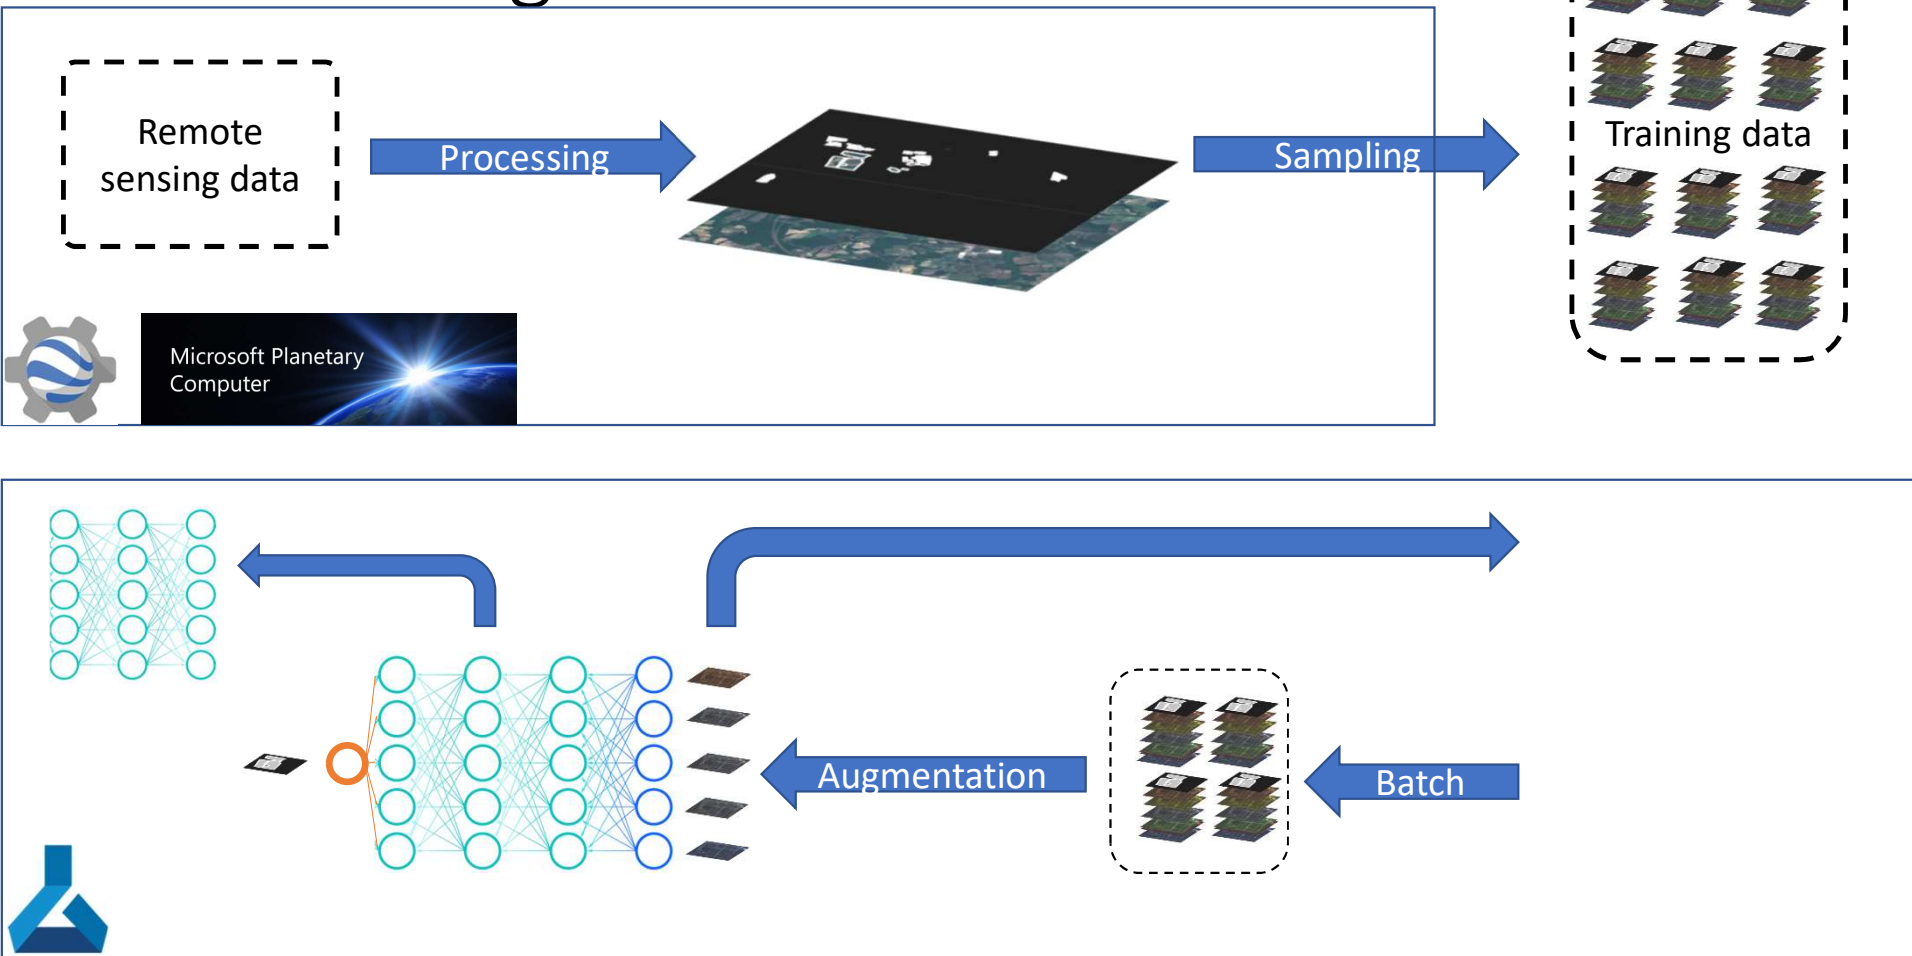 Remote
sensing data
Processing
Sampling
Training data
Microsoft Planetary
Computer
Augmentation
Batch